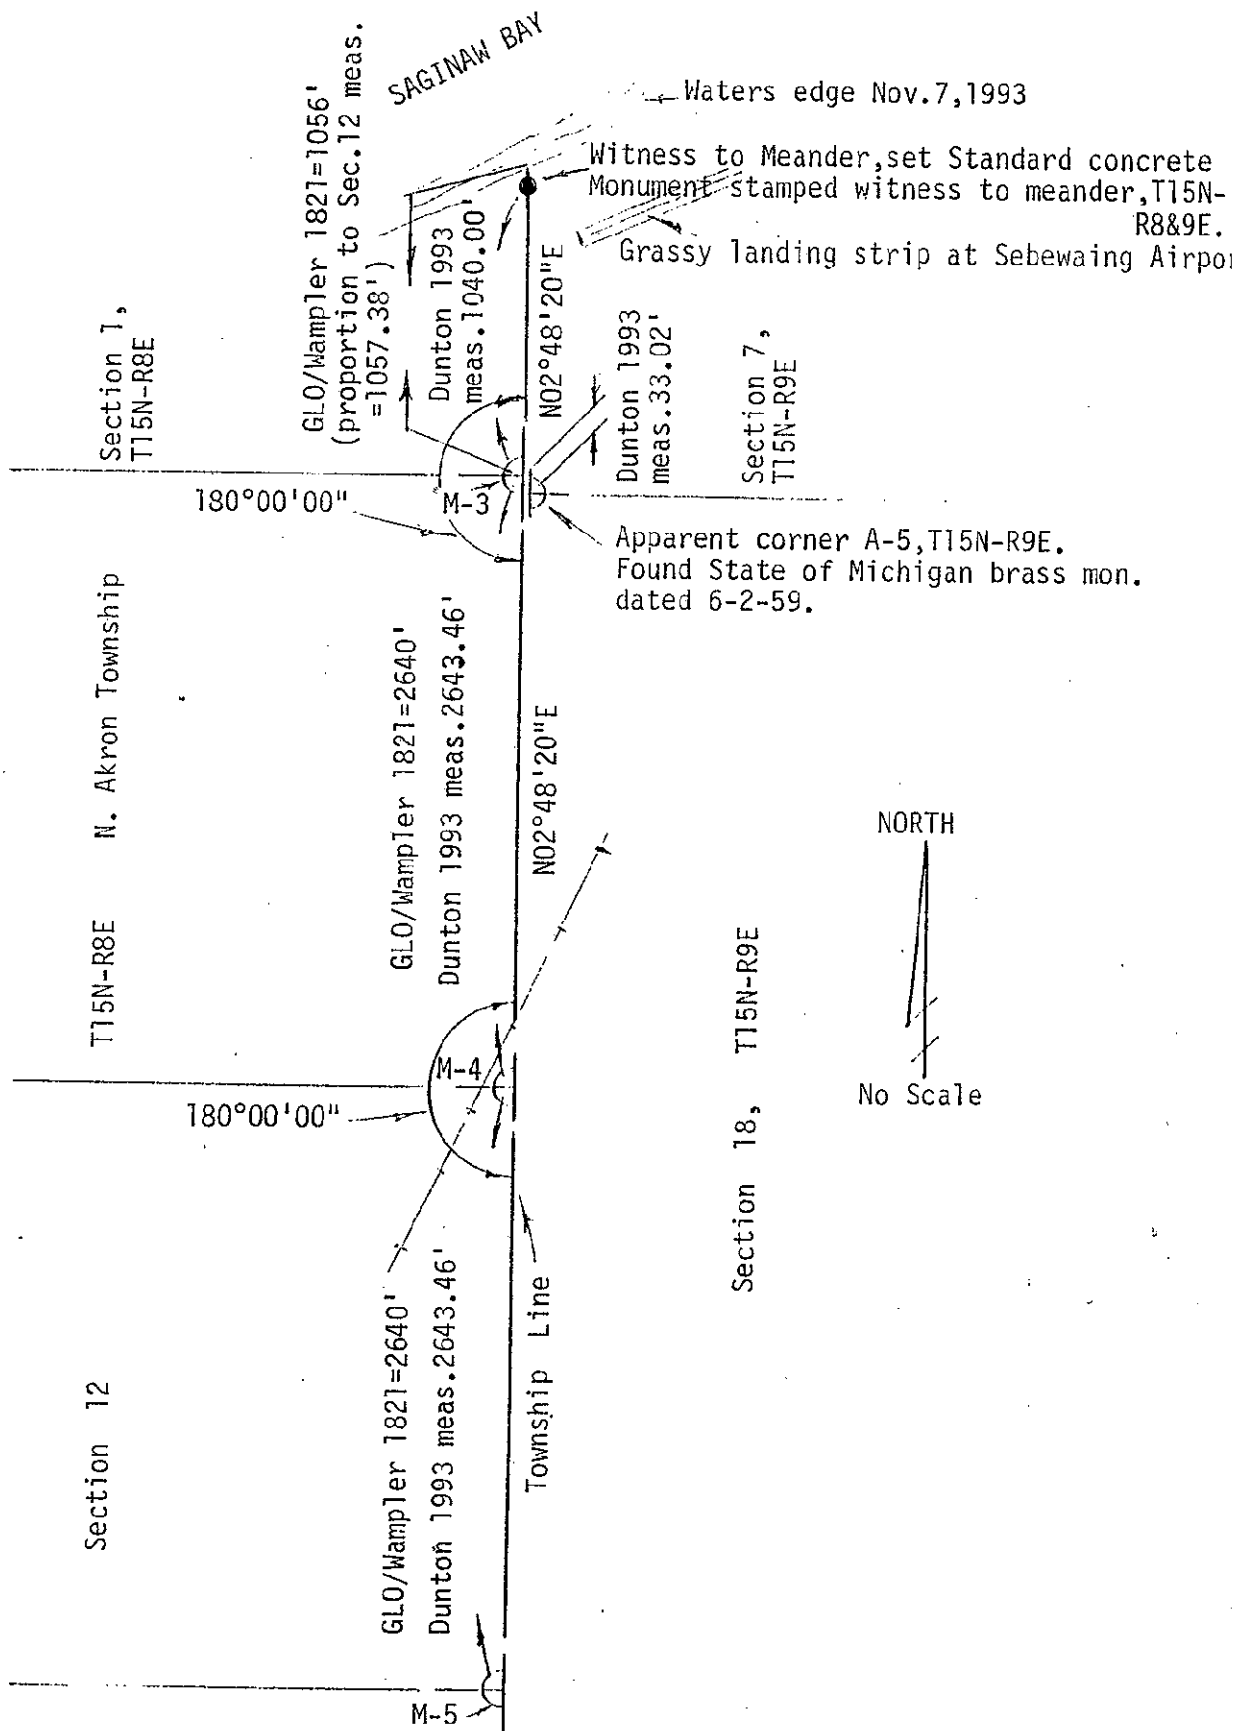 SAGINAW BAY
Waters edge Nov.7,1993
Witness to Meander,set Standard concrete
Monument stamped witness to meander,T15N-
R8&9E.
Grassy landing strip at Sebewaing
GLO/Wampler 1821=1056'
(proportion to Sec.12 meas.
=1057.38')
Dunton 1993
meas.1040.00'
N02°48'20"E
Section 1,
T15N-R8E
Dunton 1993
meas.33.02'
Section 7,
T15N-R9E
180°00'00"
M-3
Apparent corner A-5,T15N-R9E.
Found State of Michigan brass mon.
dated 6-2-59.
T15N-R8E N. Akron Township
GLO/Wampler 1821=2640'
Dunton 1993 meas.2643.46'
N02°48'20"E
NORTH
No Scale
M-4
180°00'00"
Section 18, T15N-R9E
Section 12
GLO/Wampler 1821=2640'
Dunton 1993 meas.2643.46'
Township Line
M-5